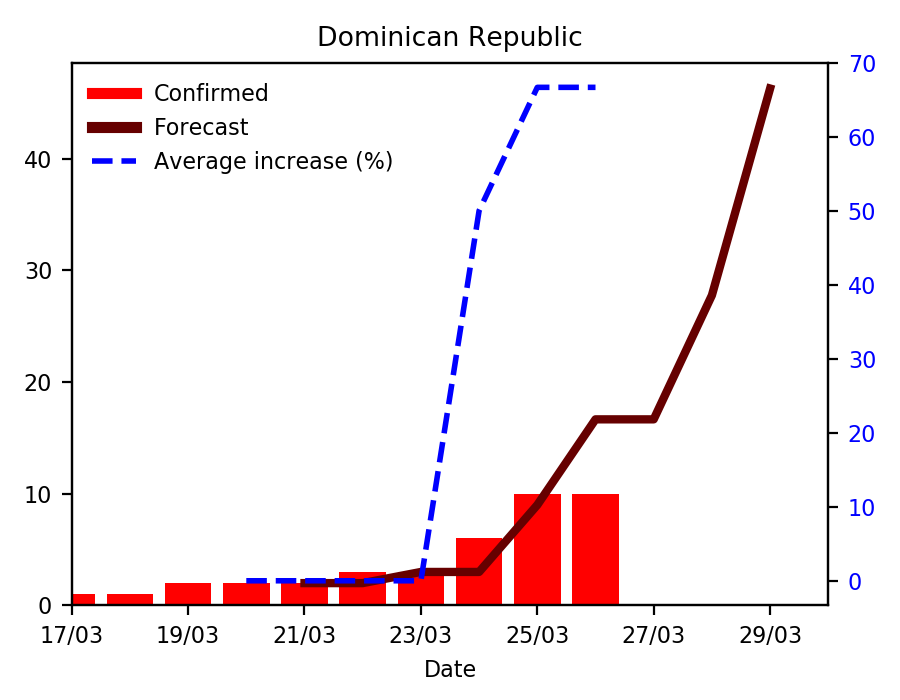 Dominican Republic
Confirmed
Forecast
Average increase (%)
70
60
50
40
30
20
10
0
40
30
20
10
0
17/03 19/03 21/03 23/03 25/03 27/03 29/03
Date